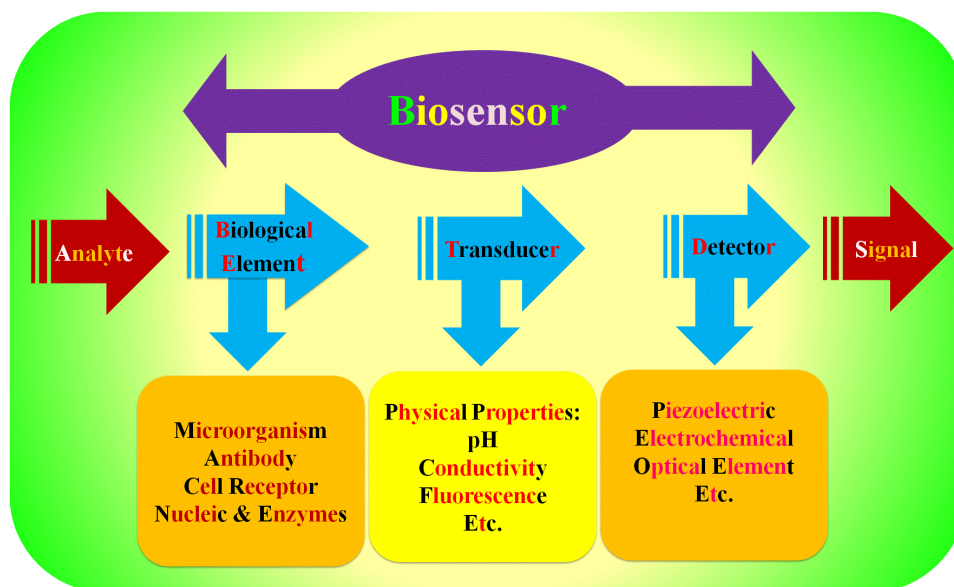 Biosensor
Analyte
Biological
Element
Transducer
Detector
Signal
Microorganism
Antibody
Cell Receptor
Nucleic & Enzymes
Physical Properties:
pH
Conductivity
Fluorescence
Etc.
Piezoelectric
Electrochemical
Optical Element
Etc.